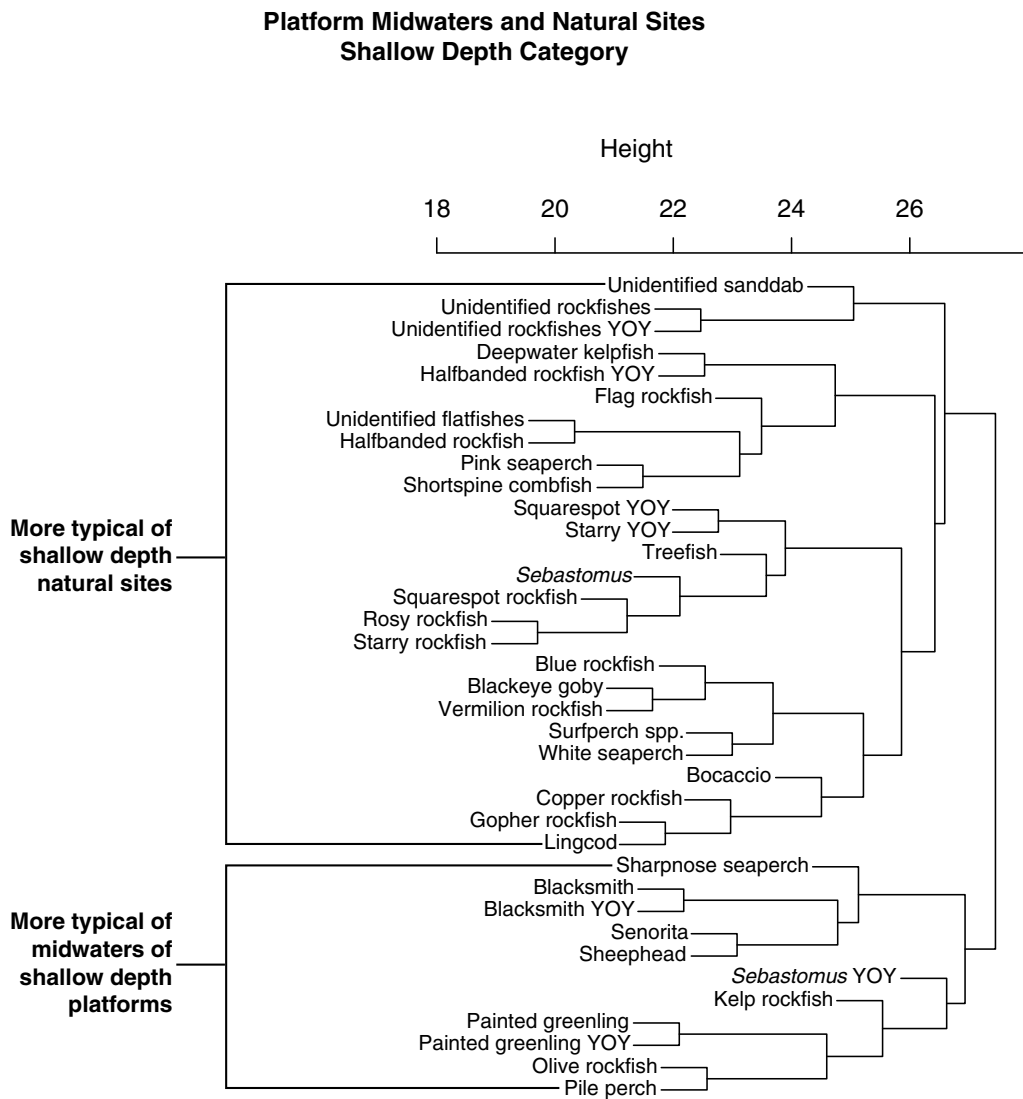 Platform Midwaters and Natural Sites
Shallow Depth Category
Height
18 20 22 24 26
Unidentified sanddab
Unidentified rockfishes
Unidentified rockfishes YOY
Deepwater kelpfish
Halfbanded rockfish YOY
Flag rockfish
Unidentified flatfishes
Halfbanded rockfish
Pink seaperch
Shortspine combfish
Squarespot YOY
Starry YOY
Treefish
Sebastomus
Squarespot rockfish
Rosy rockfish
Starry rockfish
Blue rockfish
Blackeye goby
Vermilion rockfish
Surfperch spp.
White seaperch
Bocaccio
Copper rockfish
Gopher rockfish
Lingcod
More typical of
shallow depth
natural sites
Sharpnose seaperch
Blacksmith
Blacksmith YOY
Senorita
Sheephead
Sebastomus YOY
Kelp rockfish
Painted greenling
Painted greenling YOY
Olive rockfish
Pile perch
More typical of
midwaters of
shallow depth
platforms